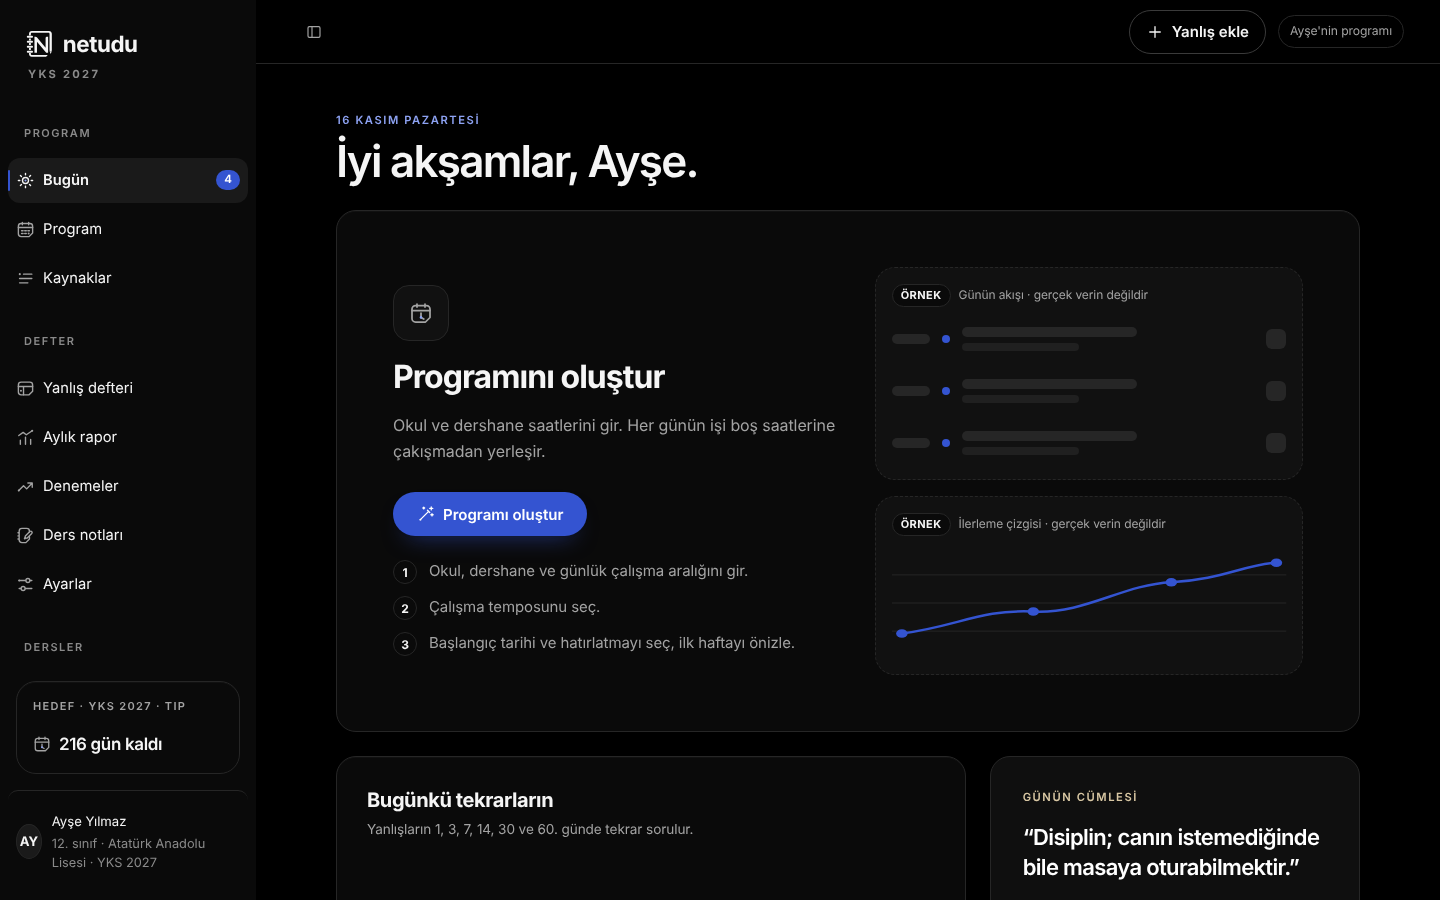 netudu
YKS 2027
PROGRAM
Bugün
4
Program
Kaynaklar
DEFTER
Yanlış defteri
Aylık rapor
Denemeler
Ders notları
Ayarlar
DERSLER
HEDEF · YKS 2027 · TIP
216 gün kaldı
AY
Ayşe Yılmaz
12. sınıf · Atatürk Anadolu
Lisesi · YKS 2027
Yanlış ekle
Ayşe'nin programı
16 KASIM PAZARTESİ
İyi akşamlar, Ayşe.
Programını oluştur
Okul ve dershane saatlerini gir. Her günün işi boş saatlerine
çakışmadan yerleşir.
Programı oluştur
1 Okul, dershane ve günlük çalışma aralığını gir.
2 Çalışma temposunu seç.
3 Başlangıç tarihi ve hatırlatmayı seç, ilk haftayı önizle.
ÖRNEK Günün akışı · gerçek verin değildir
ÖRNEK İlerleme çizgisi · gerçek verin değildir
Bugünkü tekrarların
Yanlışların 1, 3, 7, 14, 30 ve 60. günde tekrar sorulur.
GÜNÜN CÜMLESİ
“Disiplin; canın istemediğinde
bile masaya oturabilmektir.”